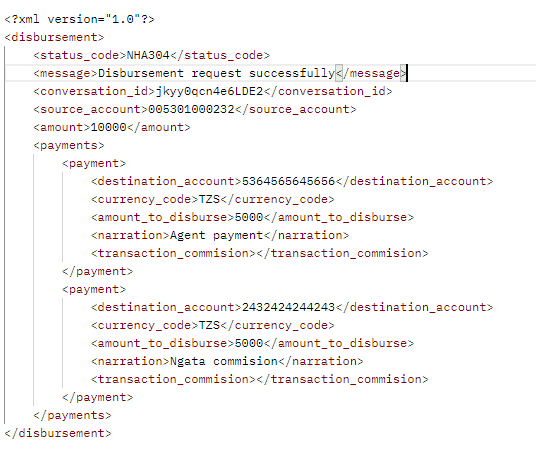 <?xml version="1.0"?>
<disbursement>
<status_code>NHA304</status_code>
<message>Disbursement request successfully</message>
<conversation_id>jkyy0qcn4e6LDE2</conversation_id>
<source_account>005301000232</source_account>
<amount>10000</amount>
<payments>
<payment>
<destination_account>5364565645656</destination_account>
<currency_code>TZS</currency_code>
<amount_to_disburse>5000</amount_to_disburse>
<narration>Agent payment</narration>
<transaction_commision></transaction_commision>
</payment>
<payment>
<destination_account>2432424244243</destination_account>
<currency_code>TZS</currency_code>
<amount_to_disburse>5000</amount_to_disburse>
<narration>Ngata commision</narration>
<transaction_commision></transaction_commision>
</payment>
</payments>
</disbursement>